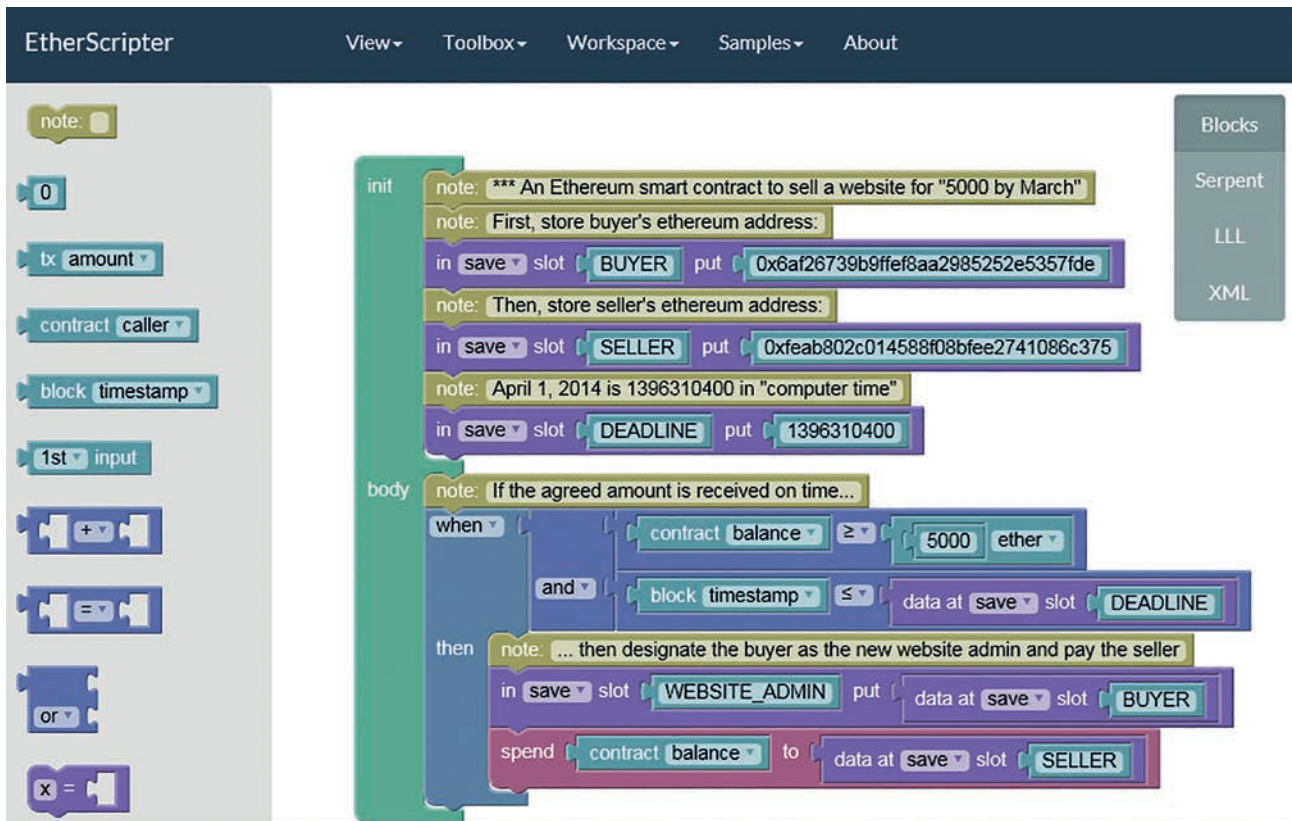 EtherScripter View Toolbox Workspace Samples About
note:
0
tx amount
contract caller
block timestamp
1st input
+
=
or
x =
Blocks
Serpent
LLL
XML
init note: *** An Ethereum smart contract to sell a website for "5000 by March"
note: First, store buyer's ethereum address:
in save slot BUYER put 0x6af26739b9ffef8aa2985252e5357fde
note: Then, store seller's ethereum address:
in save slot SELLER put 0xfeab802c014588f08bfee2741086c375
note: April 1, 2014 is 1396310400 in "computer time"
in save slot DEADLINE put 1396310400
body note: If the agreed amount is received on time...
when contract balance ≥ 5000 ether
and block timestamp ≤ data at save slot DEADLINE
then note: ... then designate the buyer as the new website admin and pay the seller
in save slot WEBSITE_ADMIN put data at save slot BUYER
spend contract balance to data at save slot SELLER